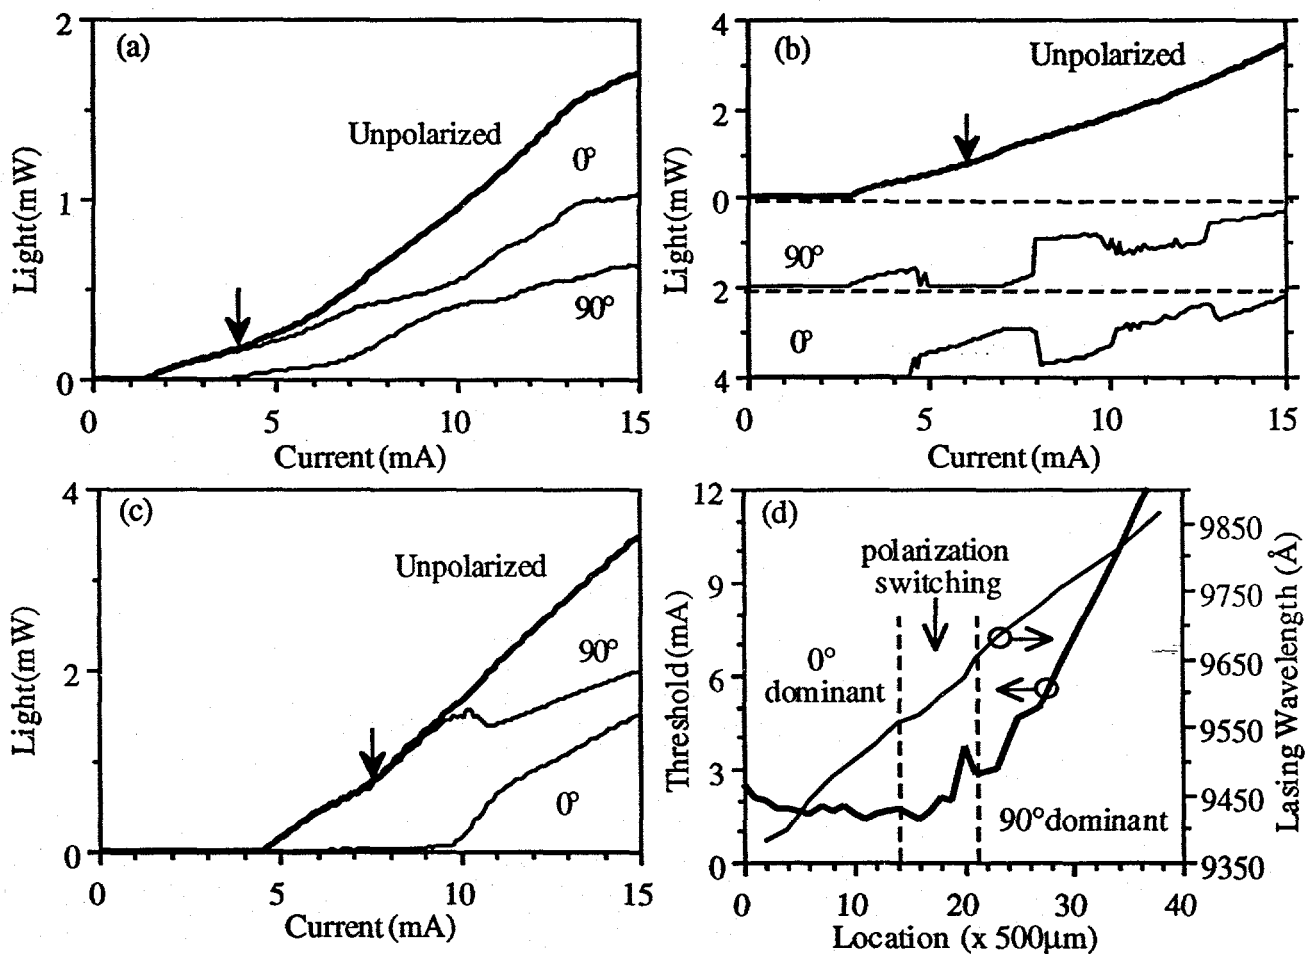 (a)
2
1
0
Light (mW)
Unpolarized
0°
90°
0 5 10 15
Current (mA)
(b)
4
2
0
2
4
Light (mW)
Unpolarized
90°
0°
0 5 10 15
Current (mA)
(c)
4
2
0
Light (mW)
Unpolarized
90°
0°
0 5 10 15
Current (mA)
(d)
12
9
6
3
0
Threshold (mA)
polarization
switching
0°
dominant
90° dominant
9850
9750
9650
9550
9450
9350
Lasing Wavelength (Å)
0 10 20 30 40
Location (x 500µm)